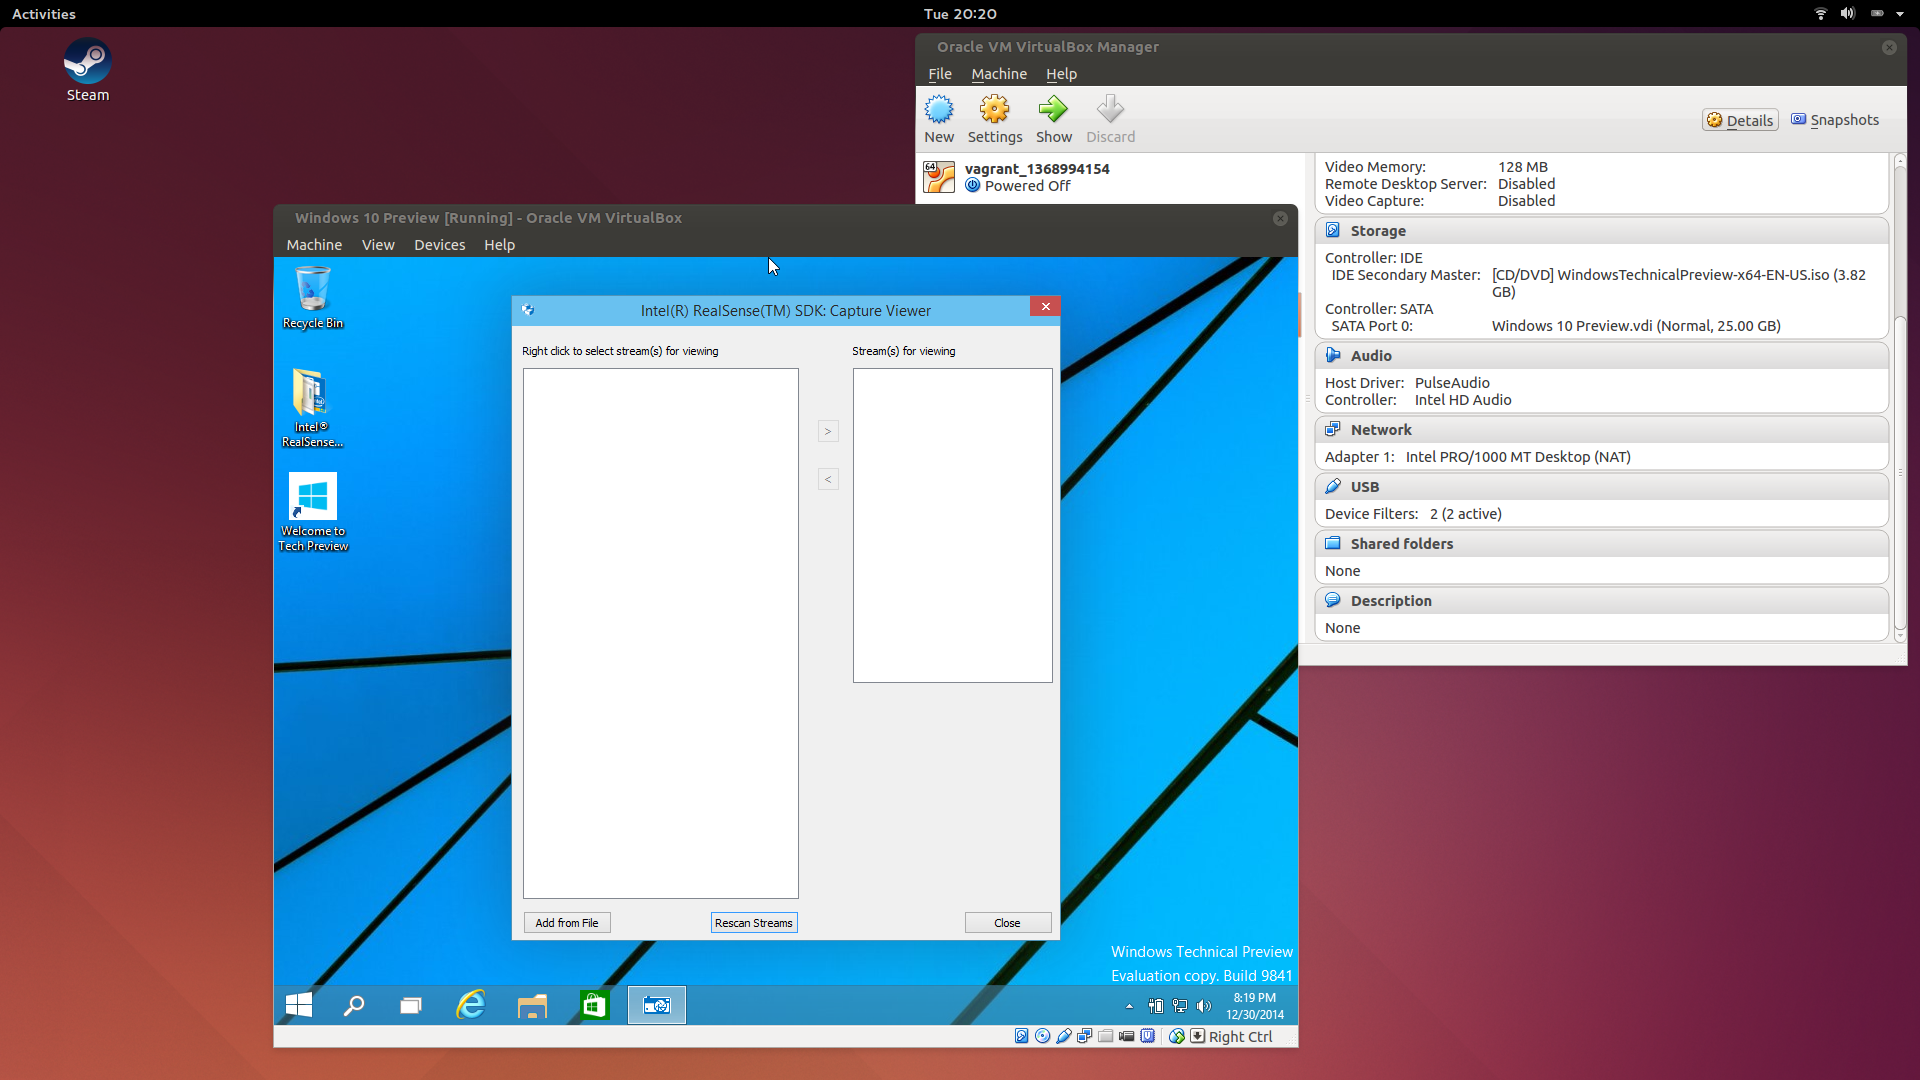 Activities
Tue 20:20
Steam
Oracle VM VirtualBox Manager
File Machine Help
New Settings Show Discard
Details Snapshots
64
vagrant_1368994154
Powered Off
Video Memory: 128 MB
Remote Desktop Server: Disabled
Video Capture: Disabled
Storage
Controller: IDE
IDE Secondary Master: [CD/DVD] WindowsTechnicalPreview-x64-EN-US.iso (3.82
GB)
Controller: SATA
SATA Port 0: Windows 10 Preview.vdi (Normal, 25.00 GB)
Audio
Host Driver: PulseAudio
Controller: Intel HD Audio
Network
Adapter 1: Intel PRO/1000 MT Desktop (NAT)
USB
Device Filters: 2 (2 active)
Shared folders
None
Description
None
Windows 10 Preview [Running] - Oracle VM VirtualBox
Machine View Devices Help
Recycle Bin
Intel®
RealSense...
Welcome to
Tech Preview
Intel(R) RealSense(TM) SDK: Capture Viewer
Right click to select stream(s) for viewing
Stream(s) for viewing
>
<
Add from File
Rescan Streams
Close
Windows Technical Preview
Evaluation copy. Build 9841
8:19 PM
12/30/2014
Right Ctrl